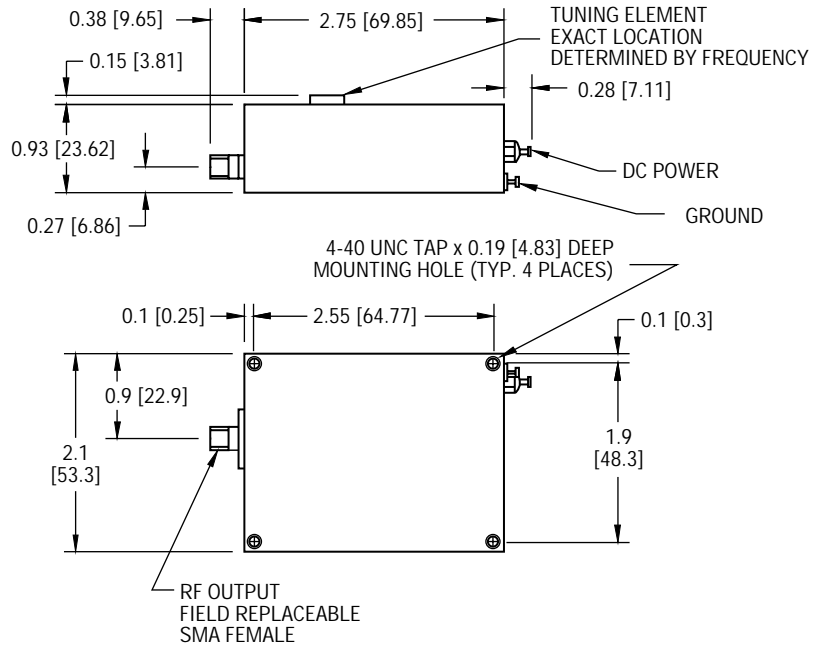 0.38 [9.65]
2.75 [69.85]
TUNING ELEMENT
EXACT LOCATION
DETERMINED BY FREQUENCY
0.15 [3.81]
0.28 [7.11]
0.93 [23.62]
DC POWER
0.27 [6.86]
GROUND
4-40 UNC TAP x 0.19 [4.83] DEEP
MOUNTING HOLE (TYP. 4 PLACES)
0.1 [0.25]
2.55 [64.77]
0.1 [0.3]
0.9 [22.9]
2.1
[53.3]
1.9
[48.3]
RF OUTPUT
FIELD REPLACEABLE
SMA FEMALE